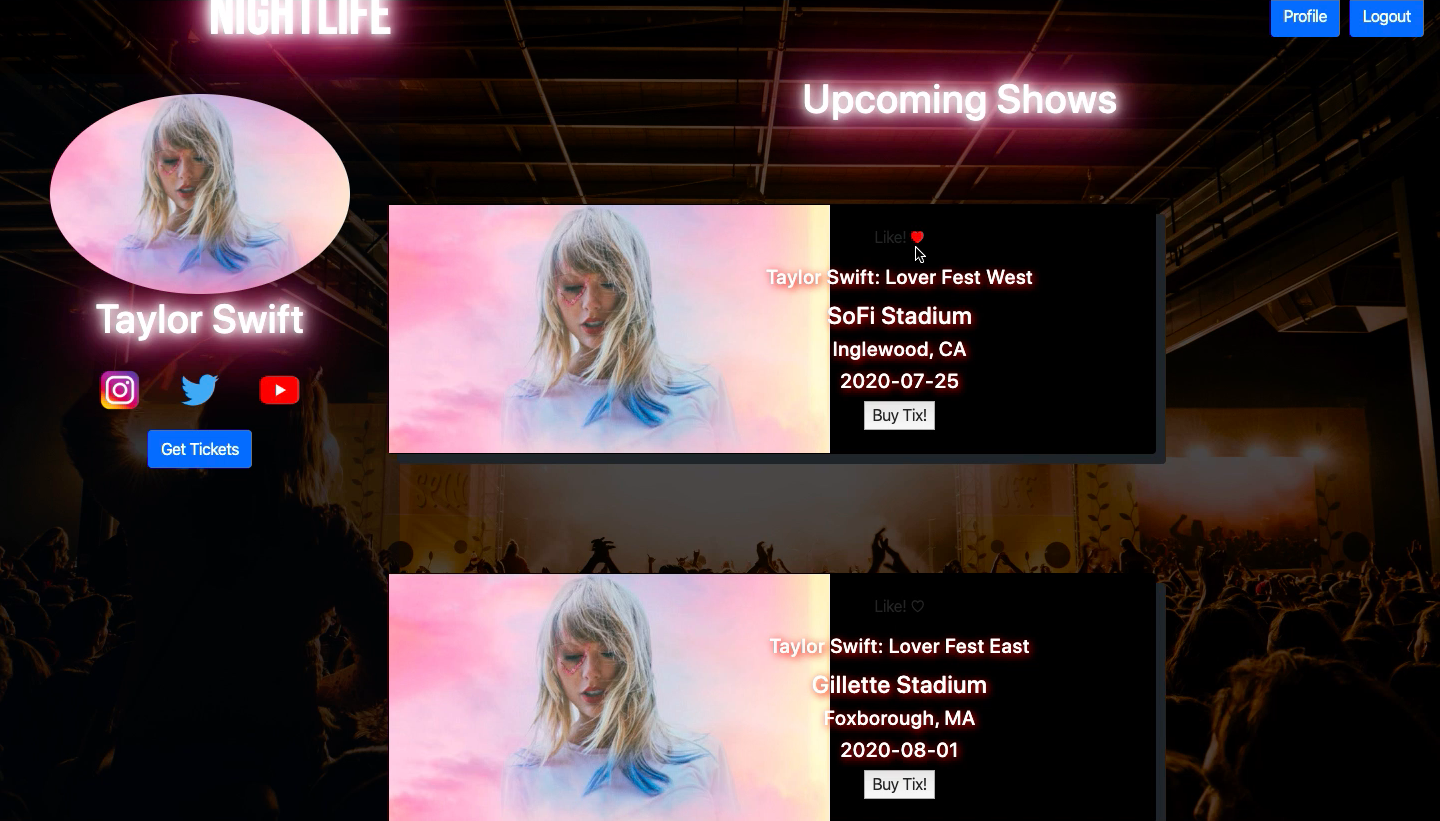 NIGHTLIFE
Profile
Logout
Upcoming Shows
Taylor Swift
Get Tickets
Like! ❤️
Taylor Swift: Lover Fest West
SoFi Stadium
Inglewood, CA
2020-07-25
Buy Tix!
SPIN
OFF
Like! ♡
Taylor Swift: Lover Fest East
Gillette Stadium
Foxborough, MA
2020-08-01
Buy Tix!